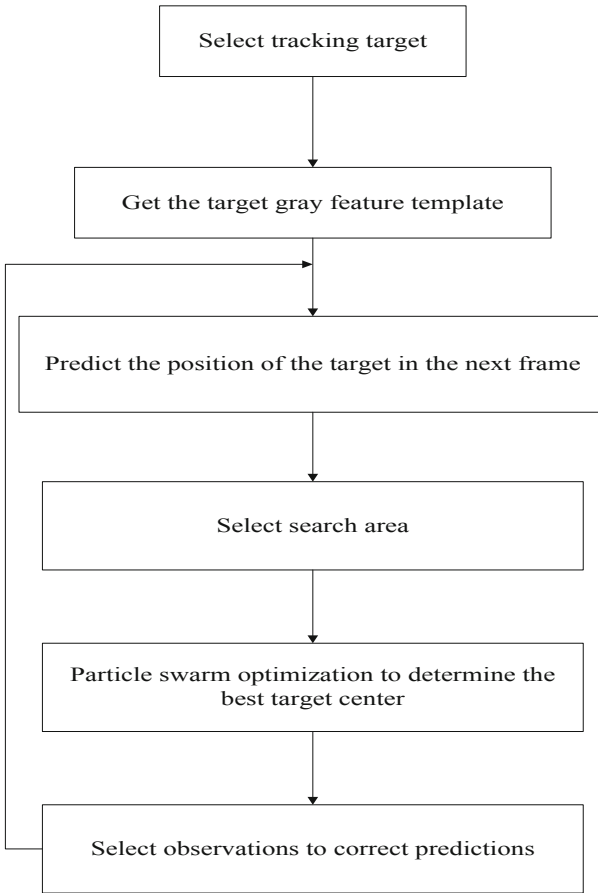 Select tracking target
Get the target gray feature template
Predict the position of the target in the next frame
Select search area
Particle swarm optimization to determine the
best target center
Select observations to correct predictions